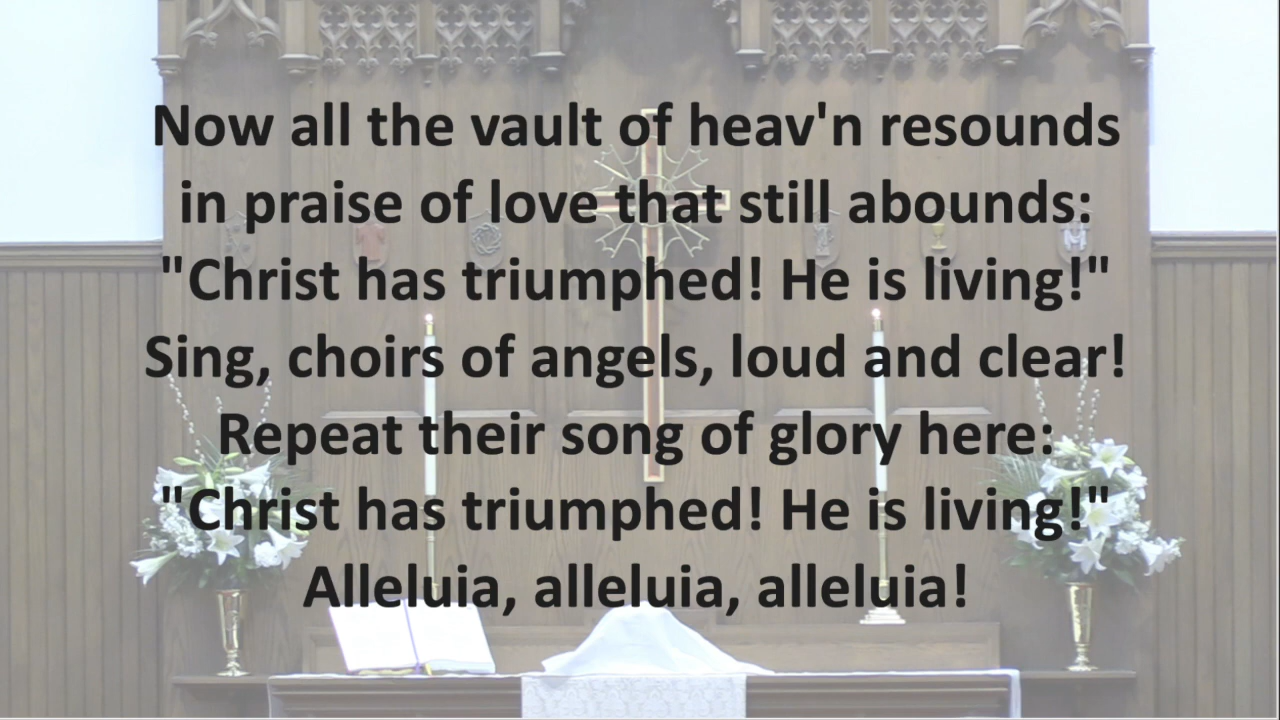 Now all the vault of heav'n resounds
in praise of love that still abounds:
"Christ has triumphed! He is living!"
Sing, choirs of angels, loud and clear!
Repeat their song of glory here:
"Christ has triumphed! He is living!"
Alleluia, alleluia, alleluia!